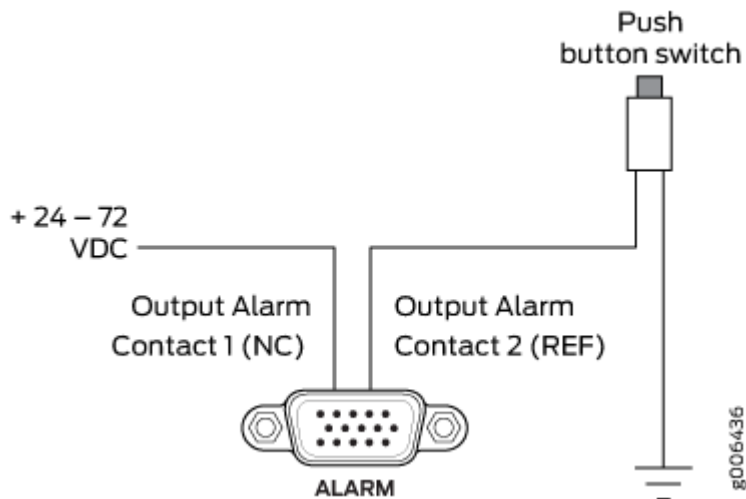 Push
button switch
+ 24 – 72
VDC
Output Alarm
Contact 1 (NC)
Output Alarm
Contact 2 (REF)
ALARM
g006436